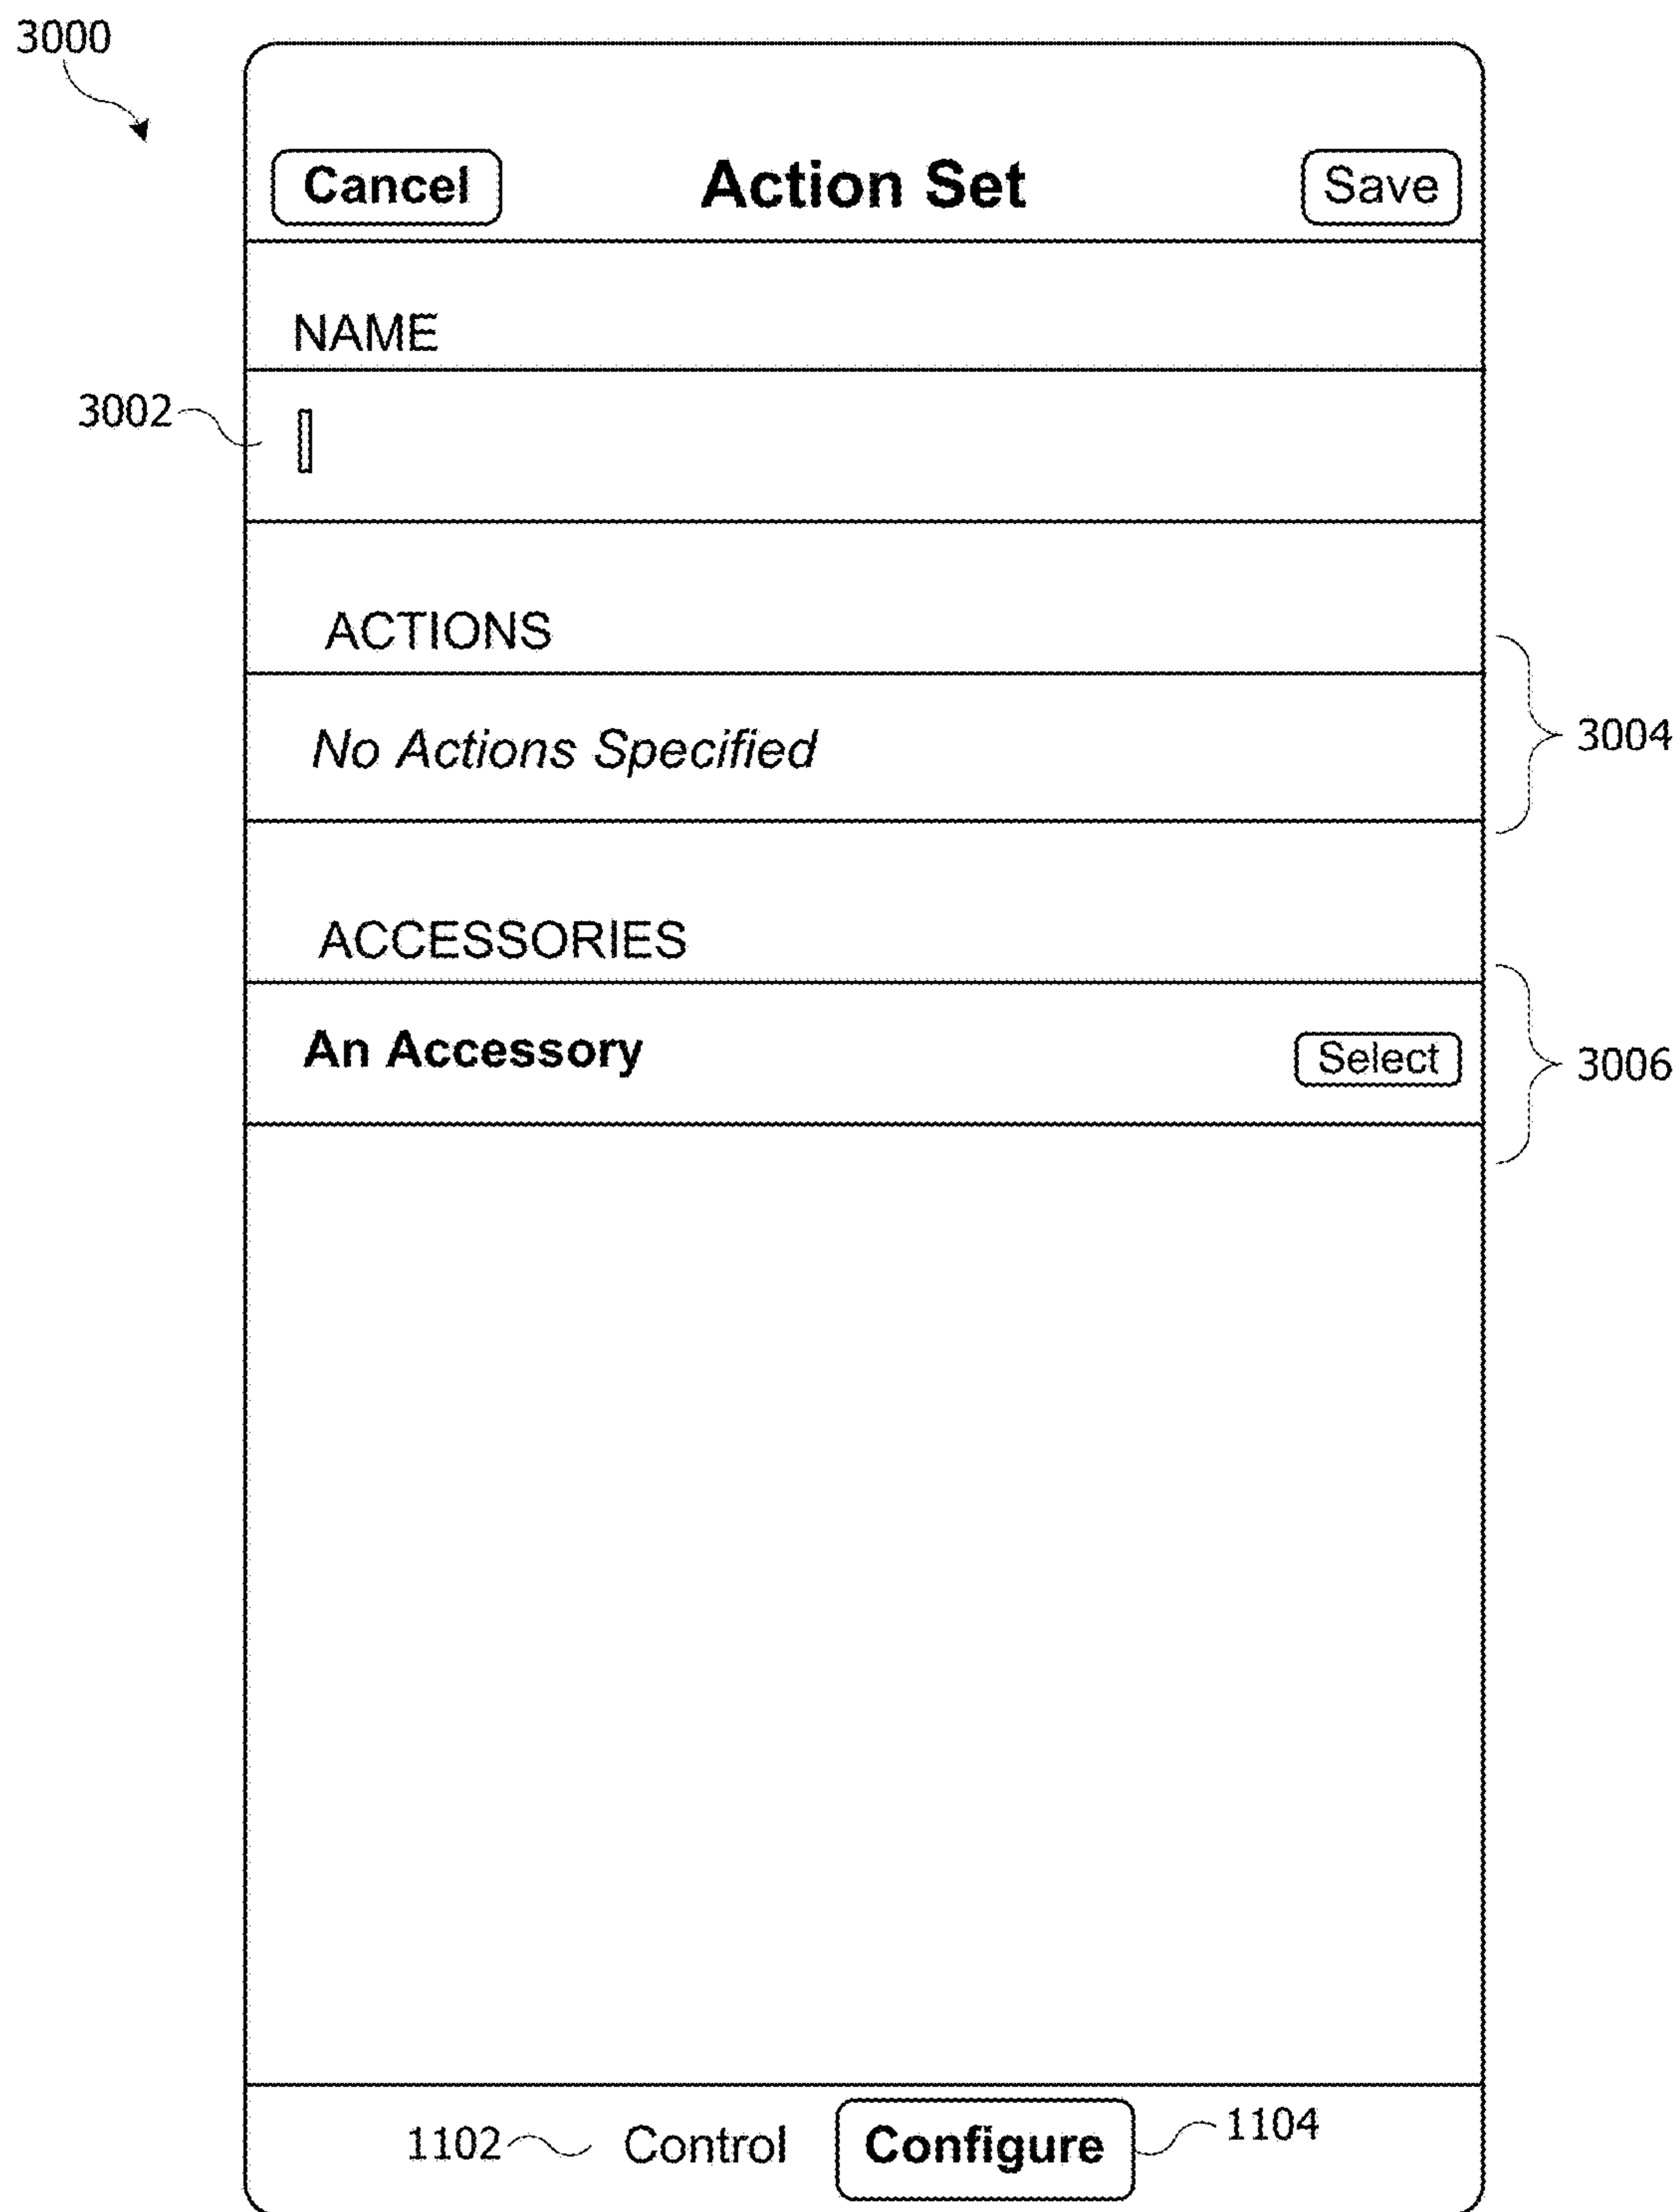 3000
Cancel Action Set Save
NAME
3002
ACTIONS
No Actions Specified
3004
ACCESSORIES
An Accessory Select
3006
1102 Control Configure 1104